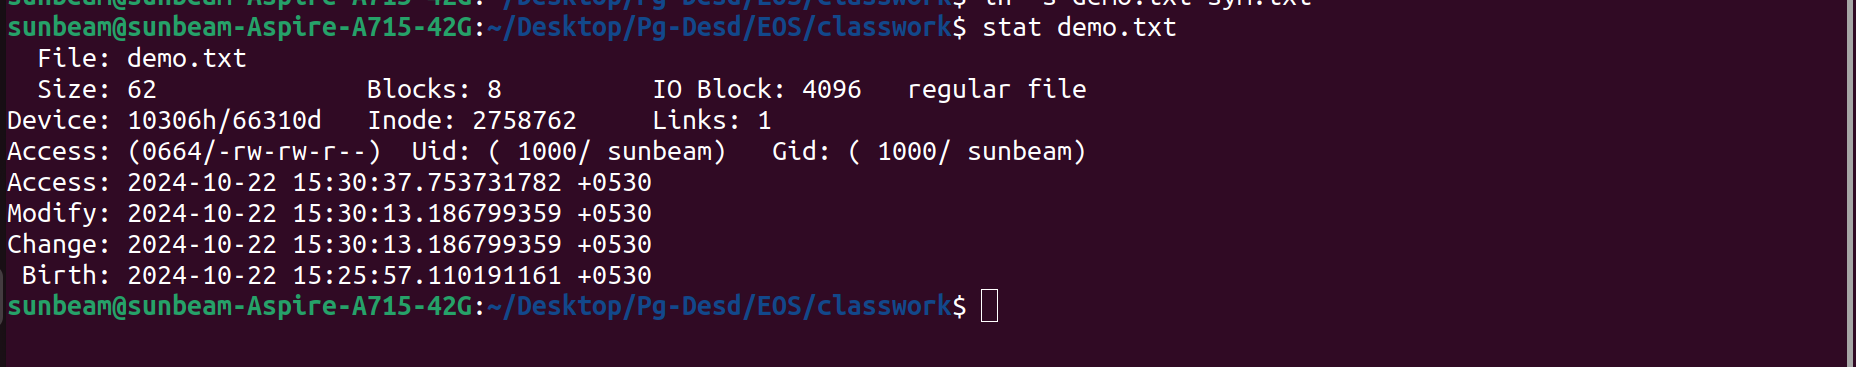 sunbeam@sunbeam-Aspire-A715-42G:~/Desktop/Pg-Desd/EOS/classwork$ ln -s demo.txt sym.txt
sunbeam@sunbeam-Aspire-A715-42G:~/Desktop/Pg-Desd/EOS/classwork$ stat demo.txt
  File: demo.txt
  Size: 62              Blocks: 8          IO Block: 4096   regular file
Device: 10306h/66310d   Inode: 2758762     Links: 1
Access: (0664/-rw-rw-r--)  Uid: ( 1000/ sunbeam)   Gid: ( 1000/ sunbeam)
Access: 2024-10-22 15:30:37.753731782 +0530
Modify: 2024-10-22 15:30:13.186799359 +0530
Change: 2024-10-22 15:30:13.186799359 +0530
 Birth: 2024-10-22 15:25:57.110191161 +0530
sunbeam@sunbeam-Aspire-A715-42G:~/Desktop/Pg-Desd/EOS/classwork$